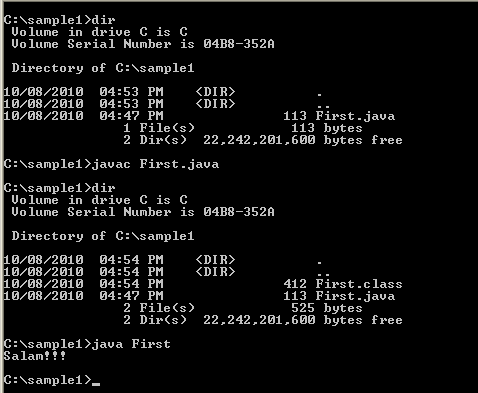 C:\sample1>dir
Volume in drive C is C
Volume Serial Number is 04B8-352A
Directory of C:\sample1
10/08/2010 04:53 PM <DIR> .
10/08/2010 04:53 PM <DIR> ..
10/08/2010 04:47 PM 113 First.java
1 File(s) 113 bytes
2 Dir(s) 22,242,201,600 bytes free
C:\sample1>javac First.java
C:\sample1>dir
Volume in drive C is C
Volume Serial Number is 04B8-352A
Directory of C:\sample1
10/08/2010 04:54 PM <DIR> .
10/08/2010 04:54 PM <DIR> ..
10/08/2010 04:54 PM 412 First.class
10/08/2010 04:47 PM 113 First.java
2 File(s) 525 bytes
2 Dir(s) 22,242,201,600 bytes free
C:\sample1>java First
Salam!!!
C:\sample1>_